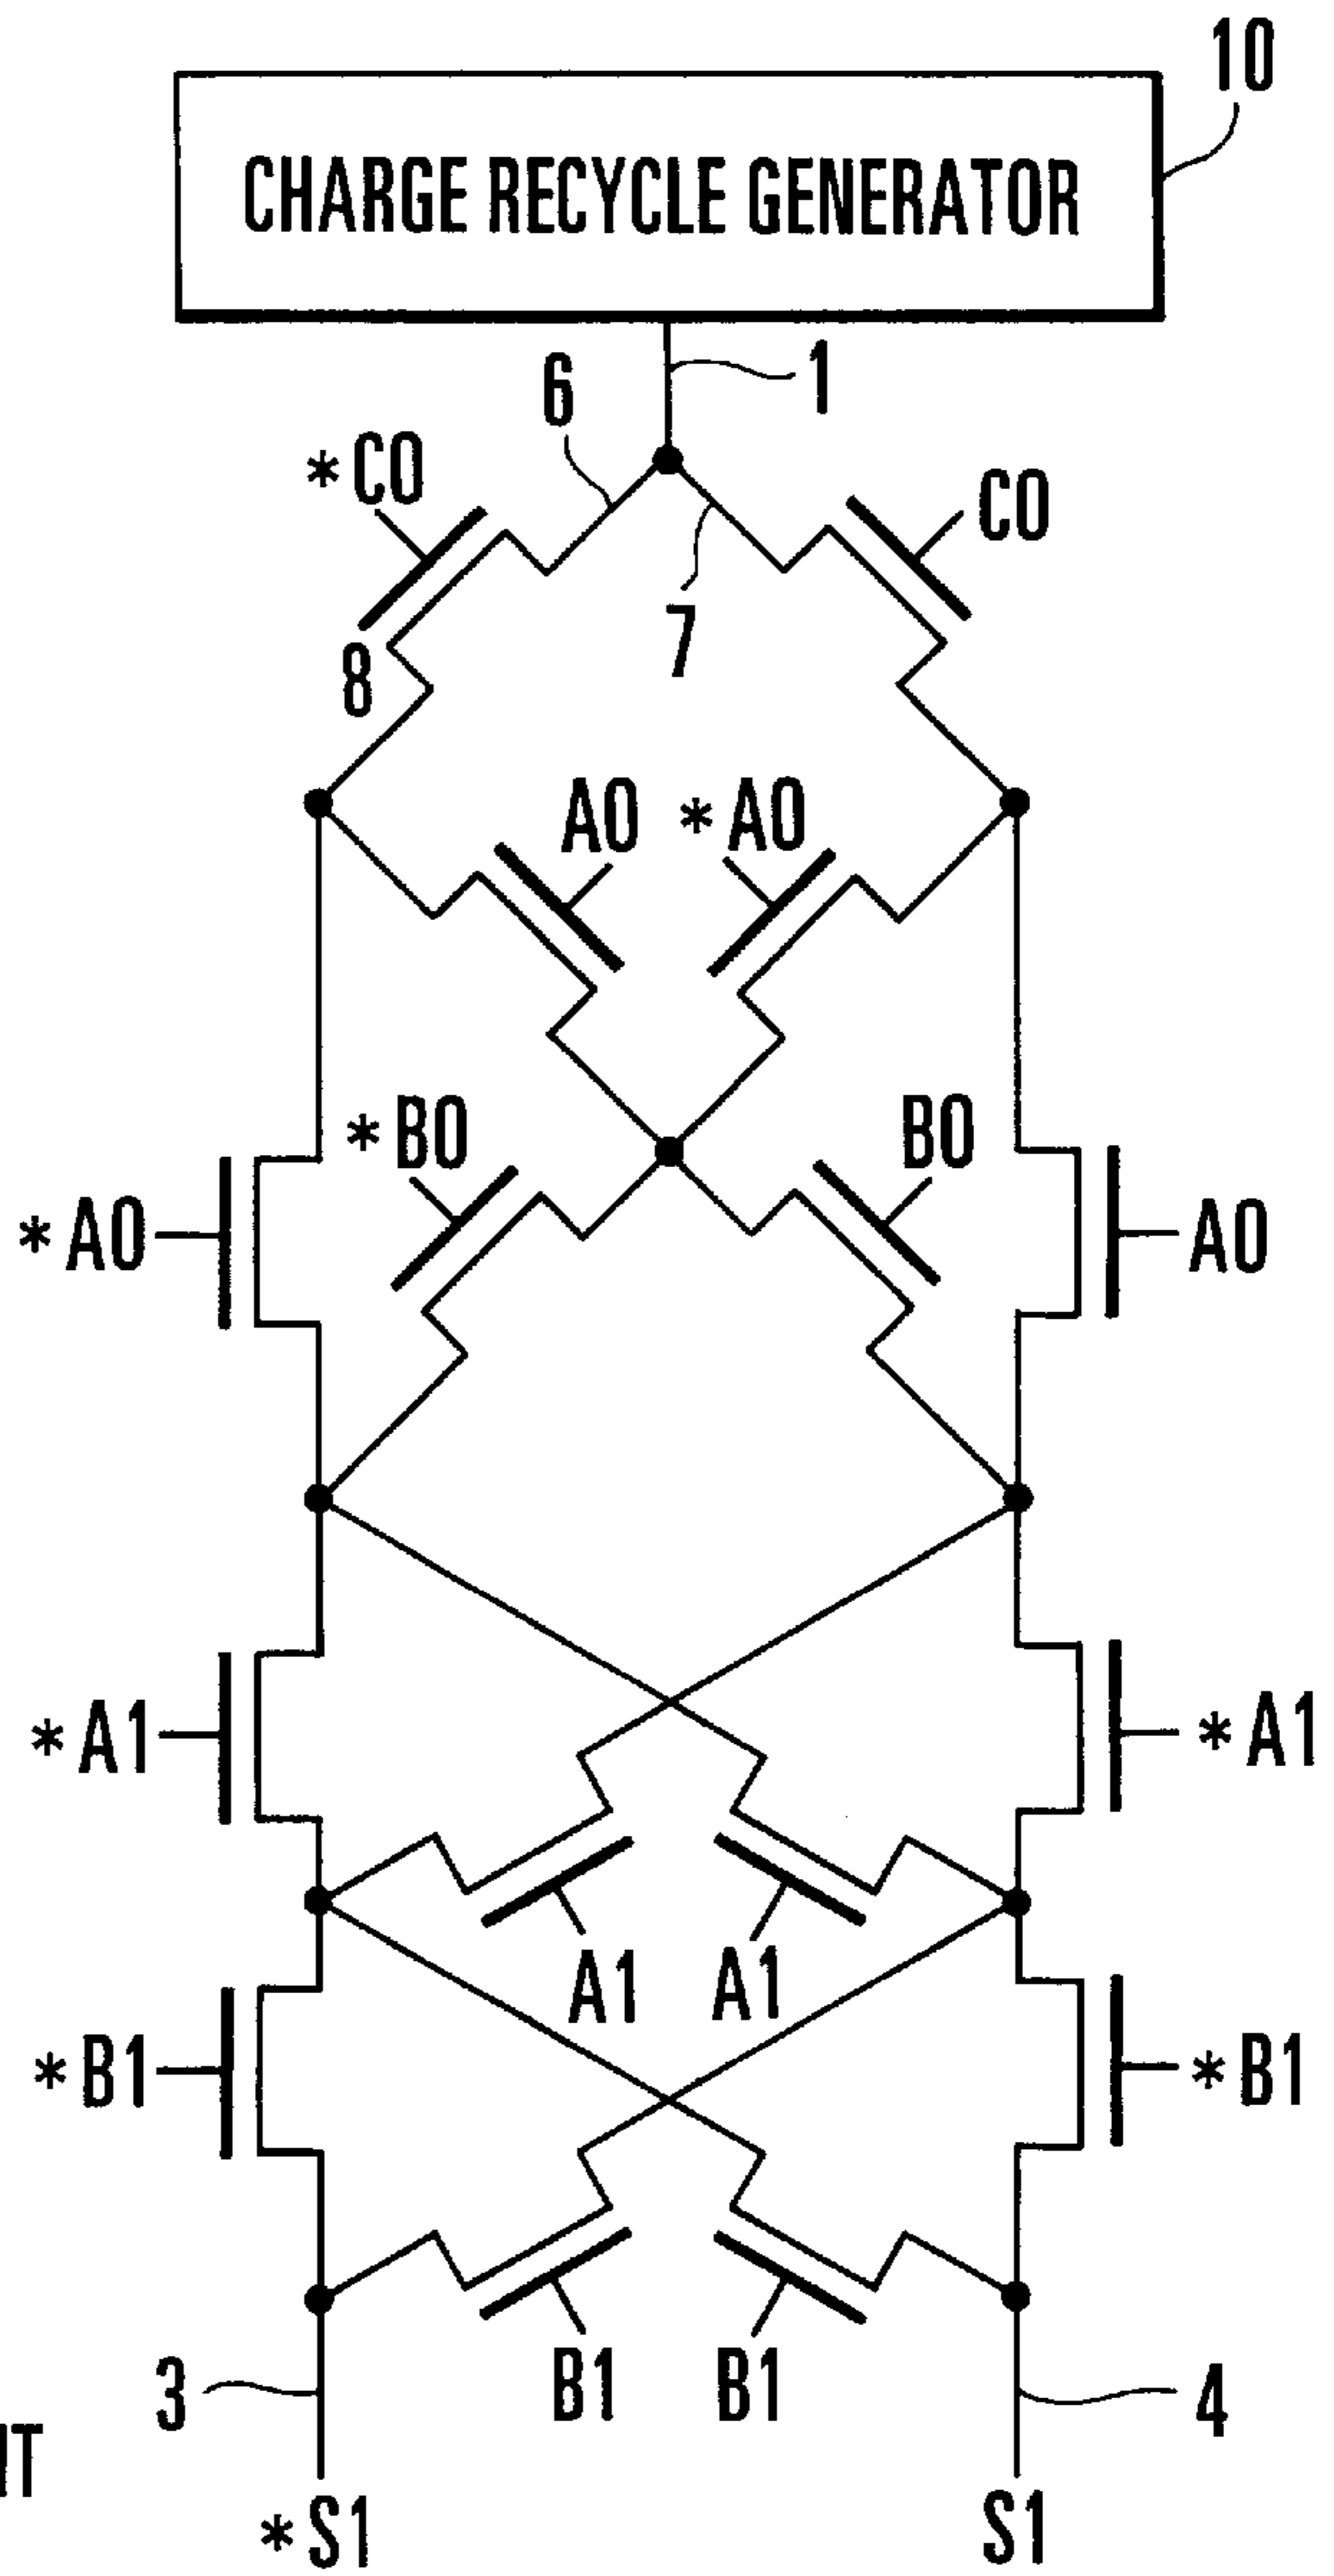 10
CHARGE RECYCLE GENERATOR
6
1
*C0
C0
7
8
A0
*A0
*B0
B0
*A0
A0
*A1
*A1
A1
A1
*B1
*B1
B1
B1
3
4
*S1
S1